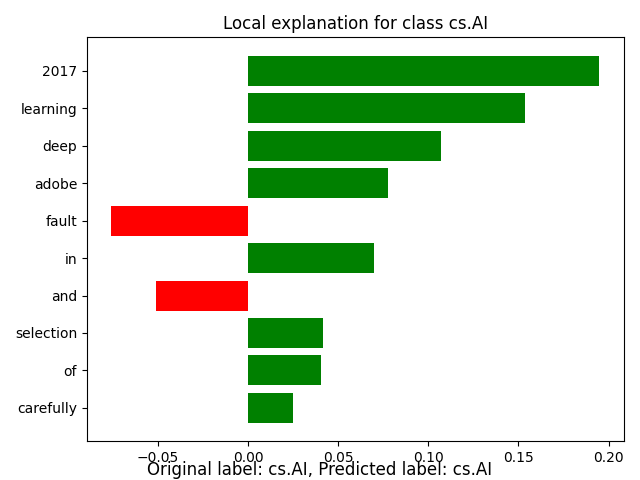 Local explanation for class cs.AI
2017
learning
deep
adobe
fault
in
and
selection
of
carefully
−0.05 0.00 0.05 0.10 0.15 0.20
Original label: cs.AI, Predicted label: cs.AI